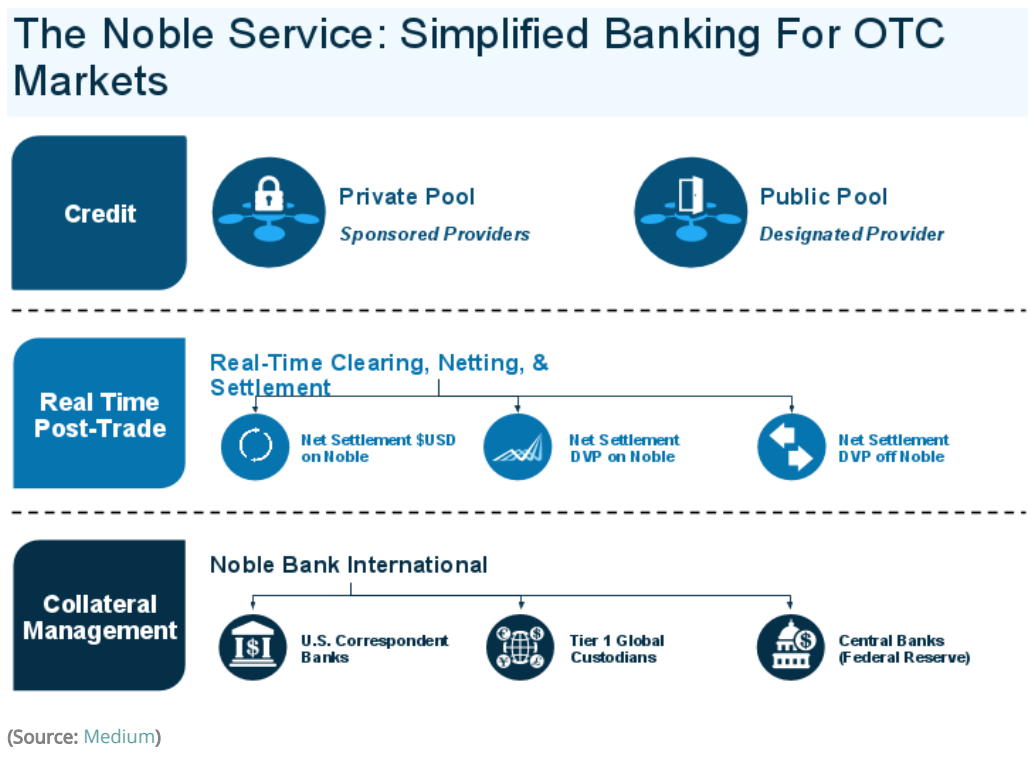 The Noble Service: Simplified Banking For OTC
Markets
Credit
Private Pool
Sponsored Providers
Public Pool
Designated Provider
Real Time
Post-Trade
Real-Time Clearing, Netting, &
Settlement
Net Settlement $USD
on Noble
Net Settlement
DVP on Noble
Net Settlement
DVP off Noble
Collateral
Management
Noble Bank International
U.S. Correspondent
Banks
Tier 1 Global
Custodians
Central Banks
(Federal Reserve)
(Source: Medium)